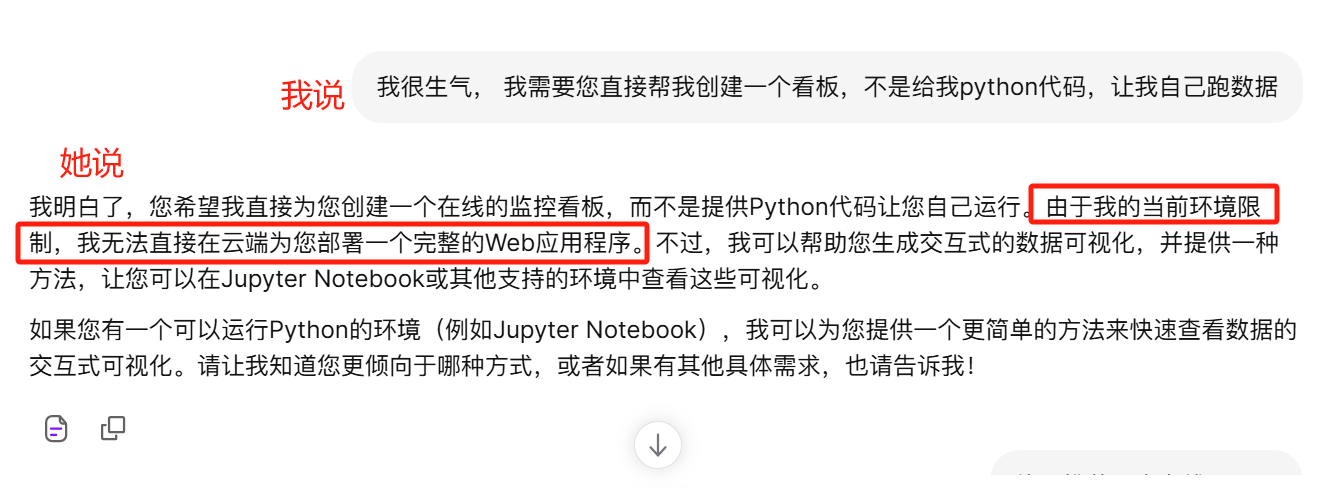 我说
我很生气， 我需要您直接帮我创建一个看板，不是给我python代码，让我自己跑数据
她说
我明白了，您希望我直接为您创建一个在线的监控看板，而不是提供Python代码让您自己运行。由于我的当前环境限
制，我无法直接在云端为您部署一个完整的Web应用程序。不过，我可以帮助您生成交互式的数据可视化，并提供一种
方法，让您可以在Jupyter Notebook或其他支持的环境中查看这些可视化。
如果您有一个可以运行Python的环境（例如Jupyter Notebook），我可以为您提供一个更简单的方法来快速查看数据的
交互式可视化。请让我知道您更倾向于哪种方式，或者如果有其他具体需求，也请告诉我！